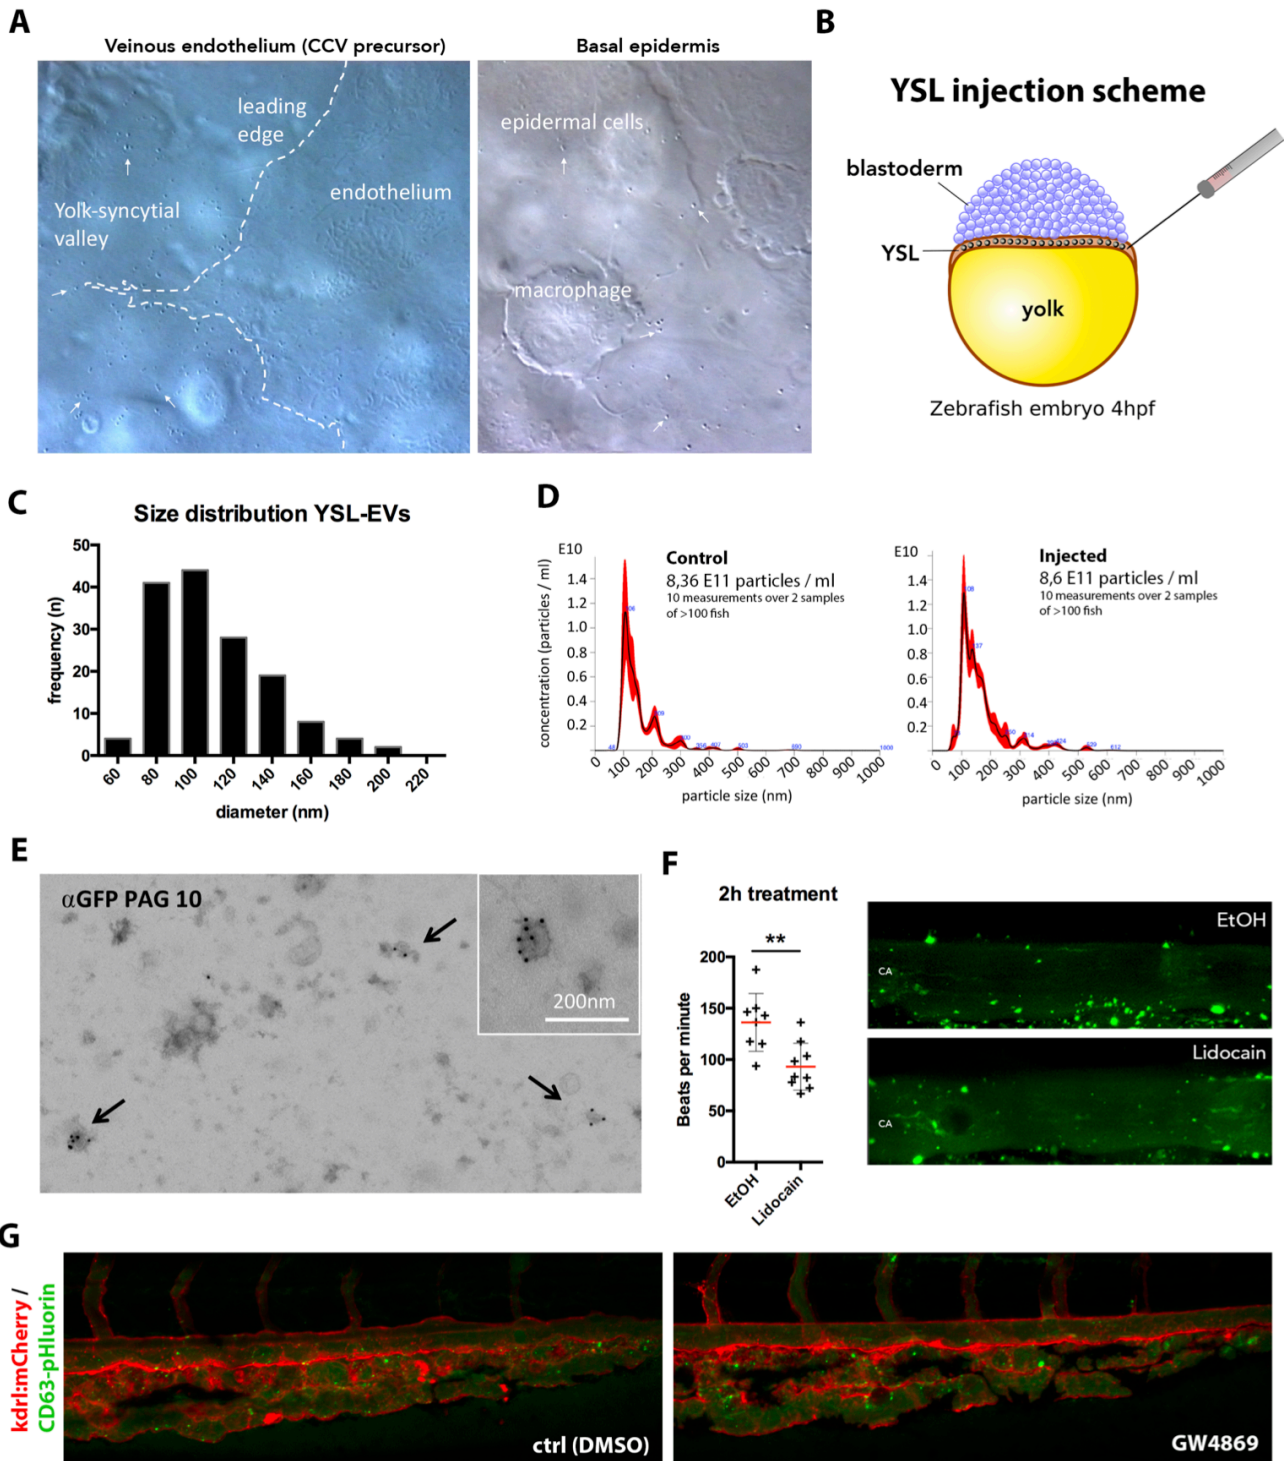 A
Veinous endothelium (CCV precursor)
Basal epidermis
leading
edge
endothelium
Yolk-syncytial
valley
epidermal cells
macrophage
B
YSL injection scheme
blastoderm
YSL
yolk
Zebrafish embryo 4hpf
C
Size distribution YSL-EVs
frequency (n)
50
40
30
20
10
0
60 80 100 120 140 160 180 200 220
diameter (nm)
D
E10
Control
8,36 E11 particles / ml
10 measurements over 2 samples
of >100 fish
concentration (particles / ml)
1.4
1.2
1.0
0.8
0.6
0.4
0.2
0 100 200 300 400 500 600 700 800 900 1000
particle size (nm)
E10
Injected
8,6 E11 particles / ml
10 measurements over 2 samples
of >100 fish
1.4
1.2
1.0
0.8
0.6
0.4
0.2
0 100 200 300 400 500 600 700 800 900 1000
particle size (nm)
E
αGFP PAG 10
200nm
F
2h treatment
**
Beats per minute
200
150
100
50
0
EtOH
Lidocain
EtOH
CA
Lidocain
CA
G
kdrl:mCherry /
CD63-pHluorin
ctrl (DMSO)
GW4869